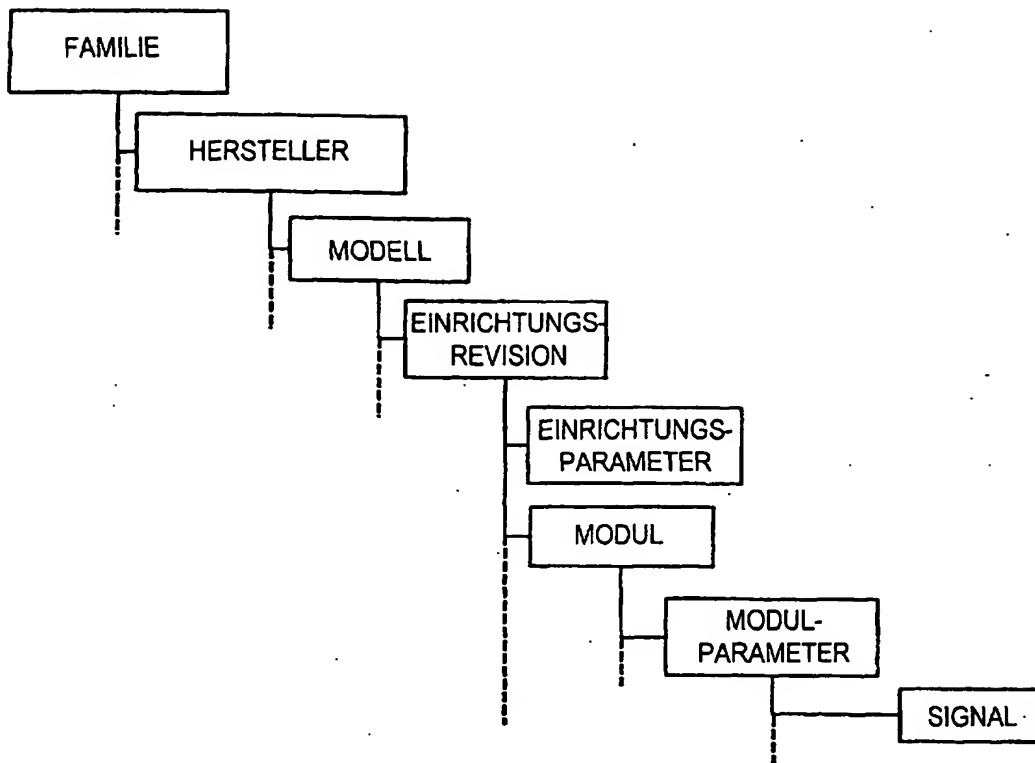 FAMILIE
HERSTELLER
MODELL
EINRICHTUNGS-
REVISION
EINRICHTUNGS-
PARAMETER
MODUL
MODUL-
PARAMETER
SIGNAL